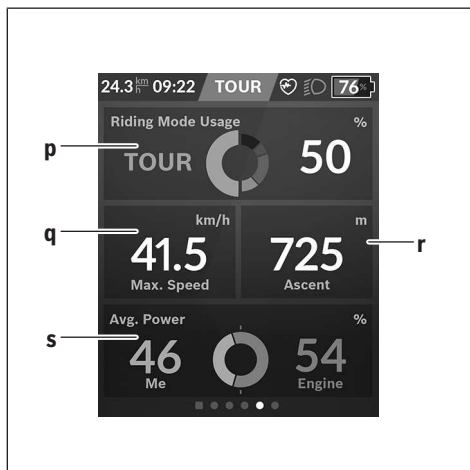 24.3 km/h 09:22 TOUR 76%
Riding Mode Usage %
p TOUR 50
q km/h m
41.5 725 r
Max. Speed Ascent
Avg. Power %
s 46 54
Me Engine